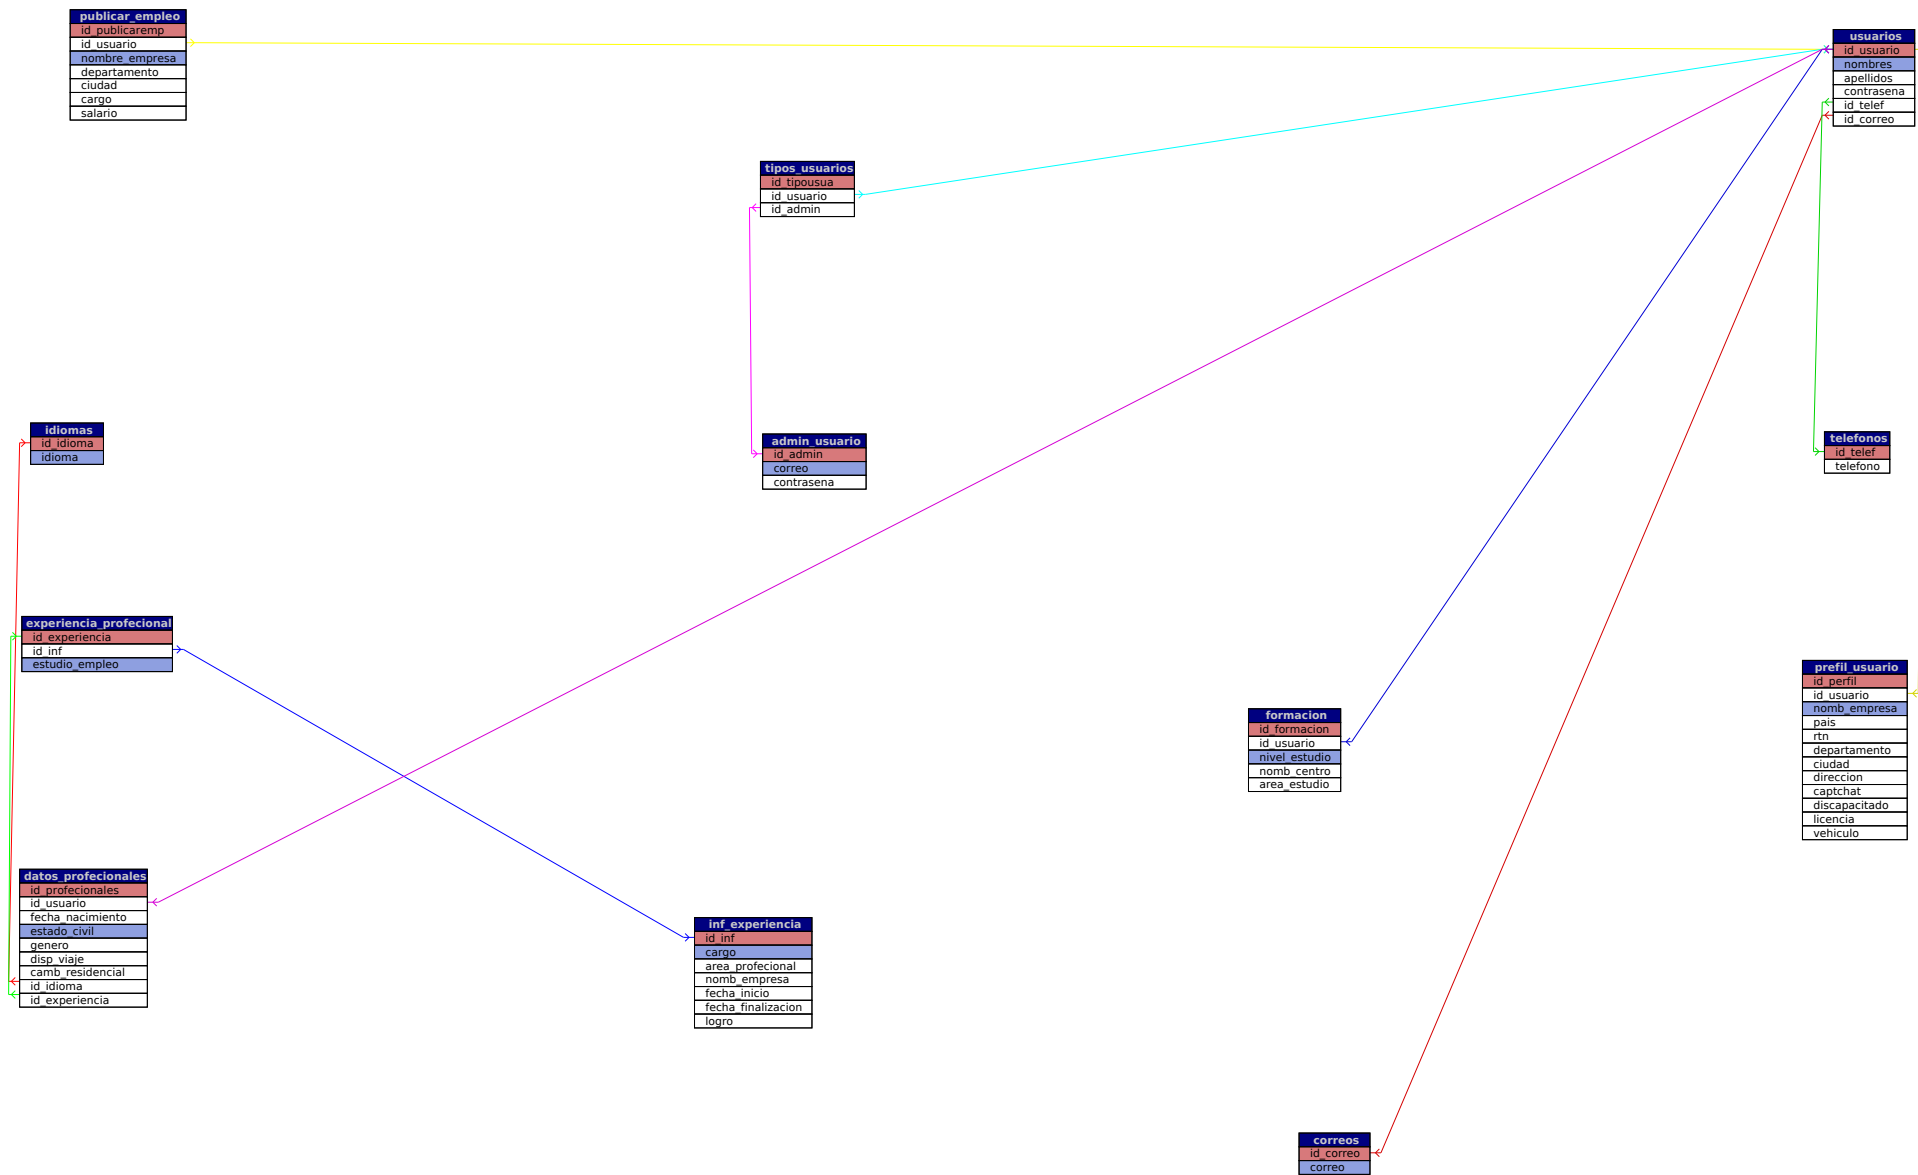 publicar_empleo
id_publicaremp
id_usuario
nombre_empresa
departamento
ciudad
cargo
salario
usuarios
id_usuario
nombres
apellidos
contrasena
id_telef
id_correo
tipos_usuarios
id_tipousua
id_usuario
id_admin
idiomas
id_idioma
idioma
admin_usuario
id_admin
correo
contrasena
telefonos
id_telef
telefono
experiencia_profecional
id_experiencia
id_inf
estudio_empleo
prefil_usuario
id_perfil
id_usuario
nomb_empresa
pais
rtn
departamento
ciudad
direccion
captchat
discapacitado
licencia
vehiculo
formacion
id_formacion
id_usuario
nivel_estudio
nomb_centro
area_estudio
datos_profecionales
id_profecionales
id_usuario
fecha_nacimiento
estado_civil
genero
disp_viaje
camb_residencial
id_idioma
id_experiencia
inf_experiencia
id_inf
cargo
area_profecional
nomb_empresa
fecha_inicio
fecha_finalizacion
logro
correos
id_correo
correo